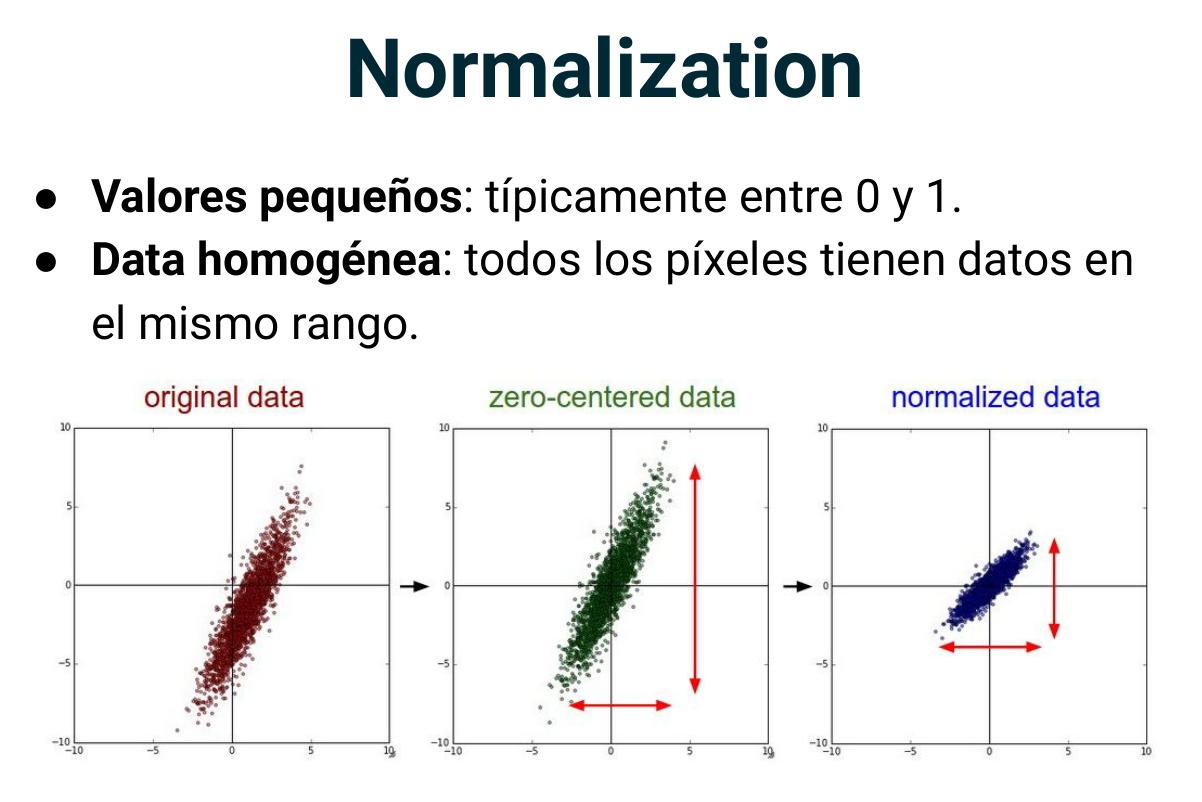 Normalization
● Valores pequeños: típicamente entre 0 y 1.
● Data homogénea: todos los píxeles tienen datos en
el mismo rango.
original data
zero-centered data
normalized data
10
5
0
−5
−10
−10 −5 0 5 10
10
5
0
−5
−10
−10 −5 0 5 10
10
5
0
−5
−10
−10 −5 0 5 10